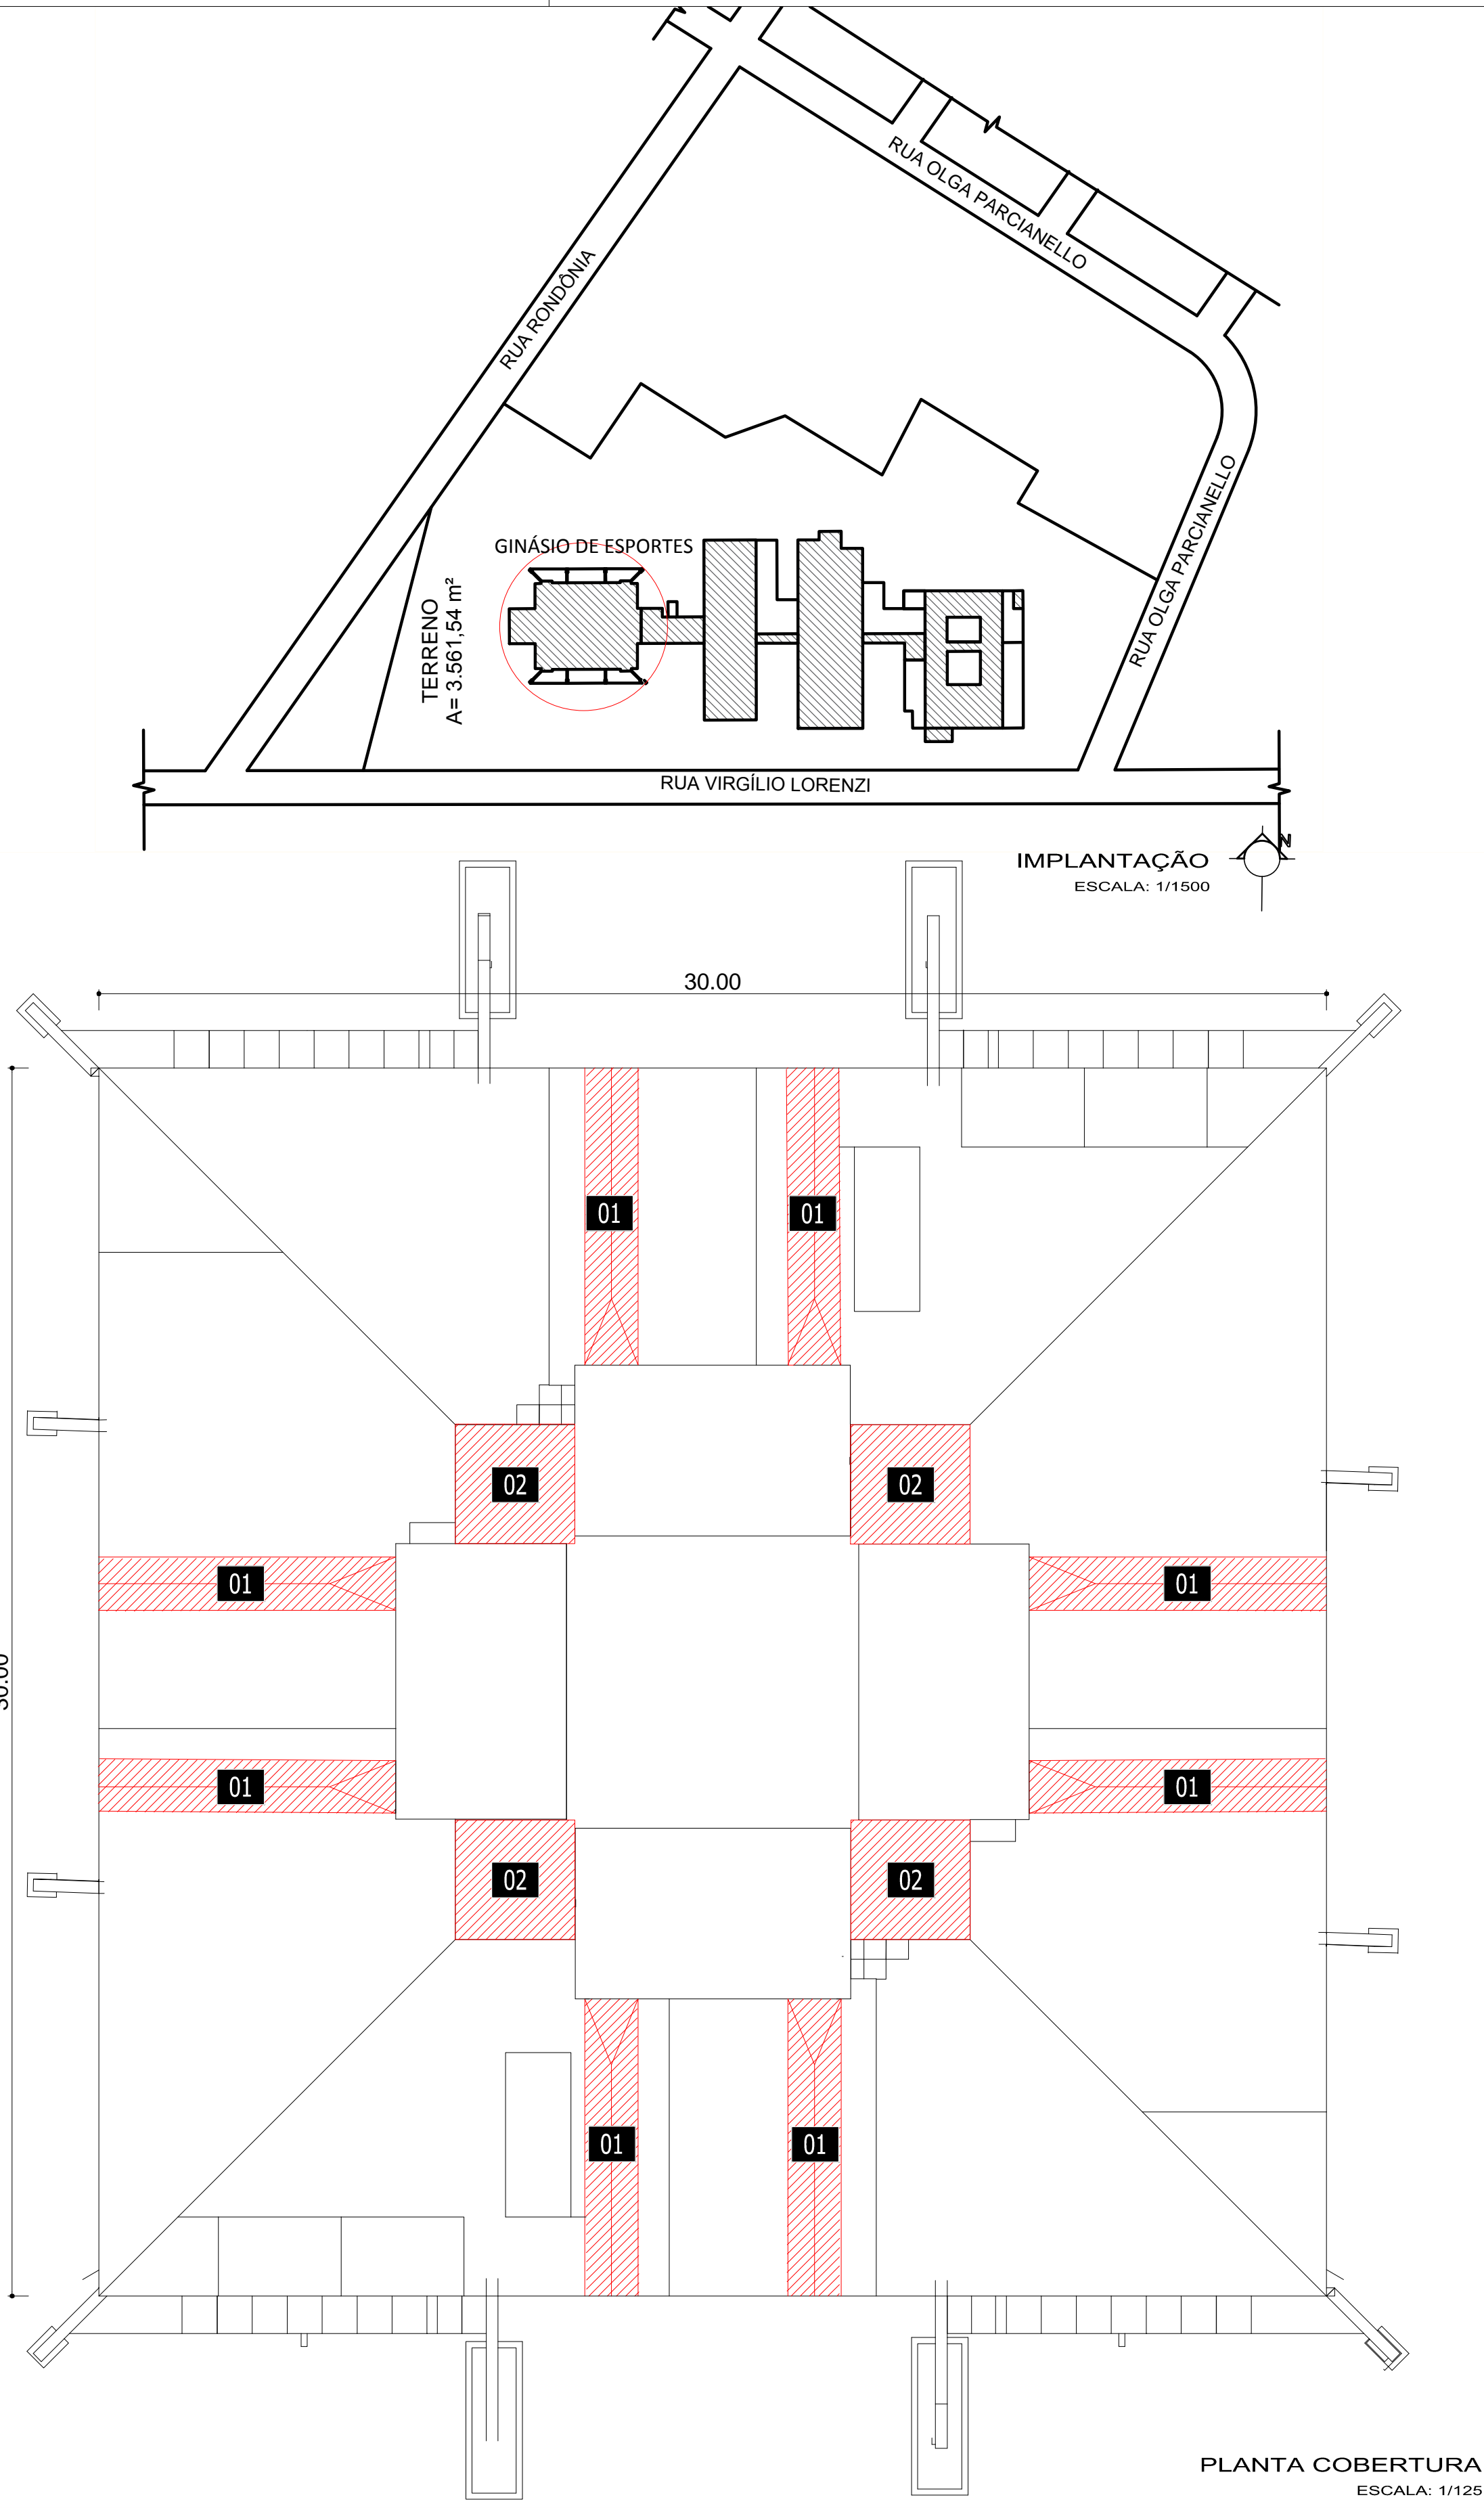 RUA OLGA PARCIANELLO
RUA RONDÔNIA
RUA OLGA PARCIANELLO
GINÁSIO DE ESPORTES
TERRENO
A= 3.561,54 m²
RUA VIRGÍLIO LORENZI
N
IMPLANTAÇÃO
ESCALA: 1/1500
30.00
01
01
02
02
01
01
30.00
01
01
02
02
01
01
PLANTA COBERTURA
ESCALA: 1/125